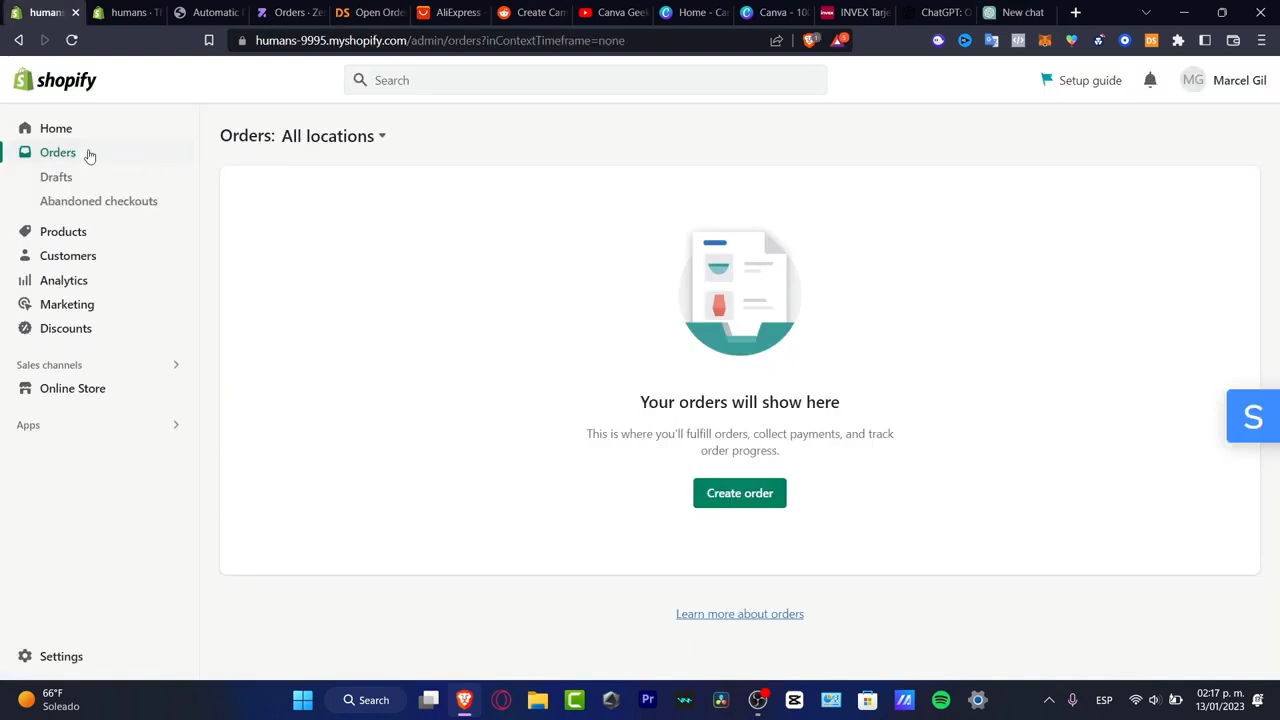 humans
humans - Th
Automatic
Orders - Ze
Open Orde
AliExpress
Create Cam
Canva Geek
Home - Ca
Canva - 100
INVEX Tarje
ChatGPT: O
New chat
humans-9995.myshopify.com/admin/orders?inContextTimeframe=none
shopify
Search
Setup guide
MG
Marcel Gil
Home
Orders
Drafts
Abandoned checkouts
Products
Customers
Analytics
Marketing
Discounts
Sales channels
Online Store
Apps
Settings
Orders: All locations
Your orders will show here
This is where you'll fulfill orders, collect payments, and track
order progress.
Create order
Learn more about orders
S
66°F
Soleado
Search
Pr
ESP
02:17 p. m.
13/01/2023